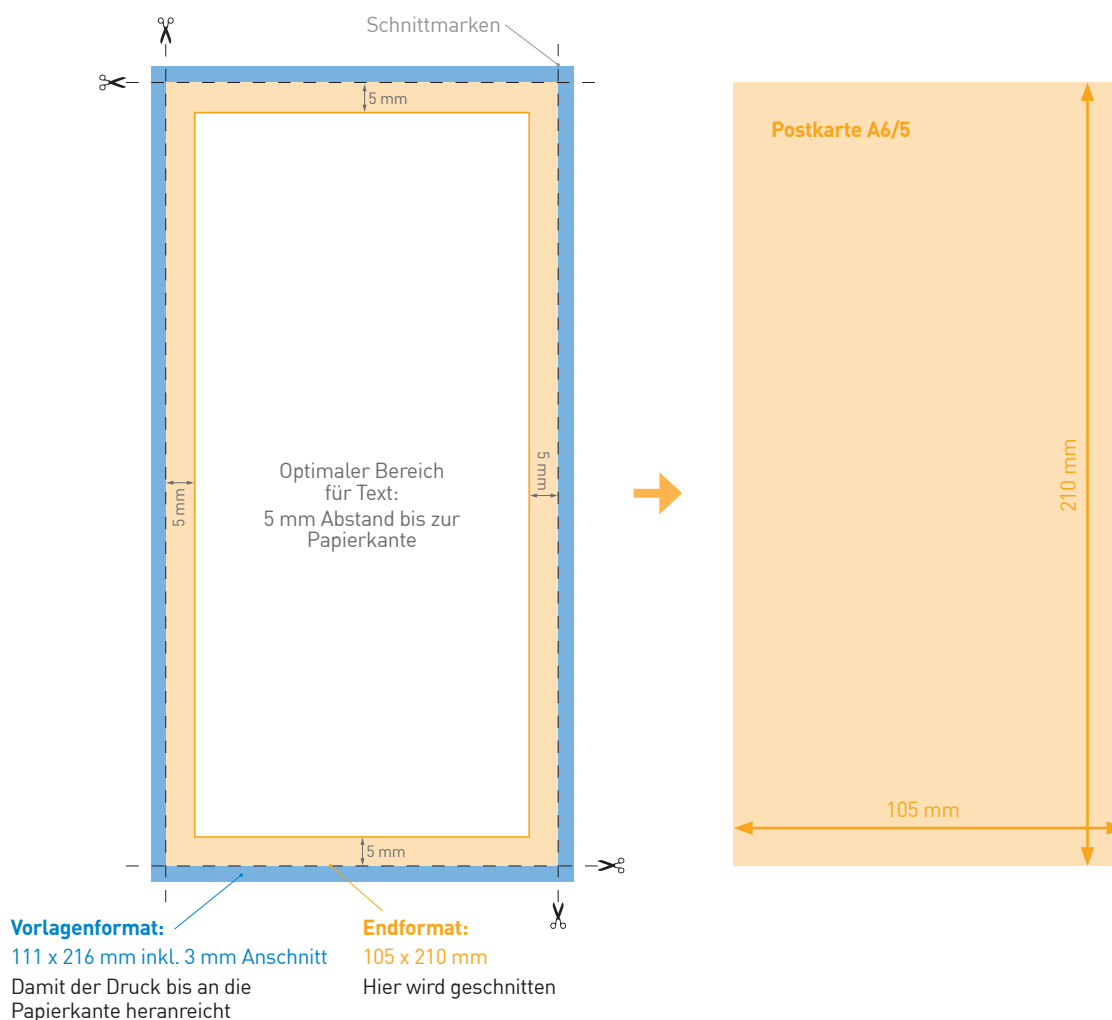 Schnittmarken
5 mm
Postkarte A6/5
Optimaler Bereich
für Text:
5 mm Abstand bis zur
Papierkante
5 mm
5 mm
210 mm
105 mm
5 mm
Vorlagenformat:
111 x 216 mm inkl. 3 mm Anschnitt
Damit der Druck bis an die
Papierkante heranreicht
Endformat:
105 x 210 mm
Hier wird geschnitten